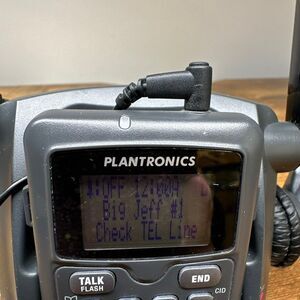 PLANTRONICS
OFF 12:00A
Big Jeff #1
Check TEL Line
TALK
FLASH
END
CID